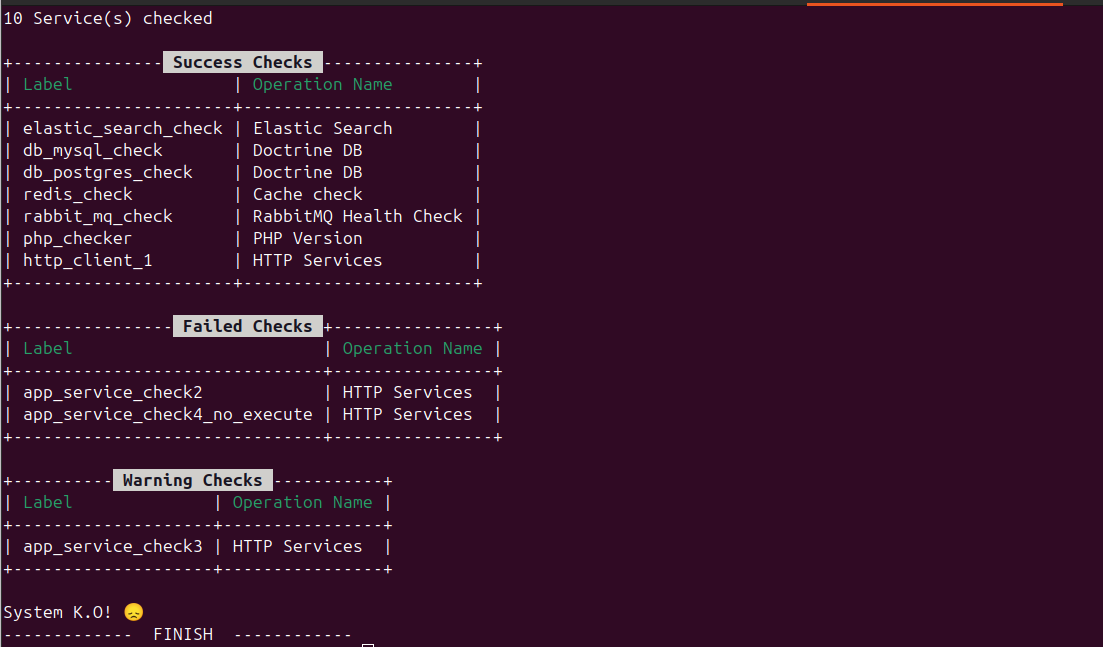 10 Service(s) checked
+--------------- Success Checks ---------------+
| Label                | Operation Name        |
+----------------------+-----------------------+
| elastic_search_check | Elastic Search        |
| db_mysql_check       | Doctrine DB           |
| db_postgres_check    | Doctrine DB           |
| redis_check          | Cache check           |
| rabbit_mq_check      | RabbitMQ Health Check |
| php_checker          | PHP Version           |
| http_client_1        | HTTP Services         |
+----------------------+-----------------------+
+---------------- Failed Checks +----------------+
| Label                         | Operation Name |
+-------------------------------+----------------+
| app_service_check2            | HTTP Services  |
| app_service_check4_no_execute | HTTP Services  |
+-------------------------------+----------------+
+---------- Warning Checks -----------+
| Label              | Operation Name |
+--------------------+----------------+
| app_service_check3 | HTTP Services  |
+--------------------+----------------+
System K.O! 😞
-------------  FINISH  ------------